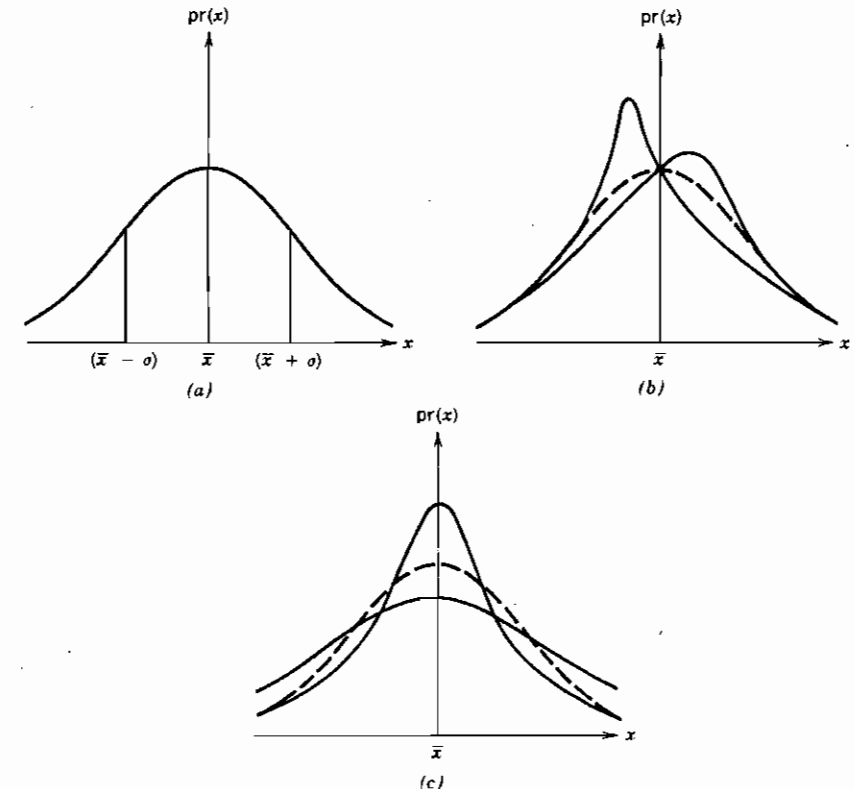 pr(x)
x
(x̄ − σ)
x̄
(x̄ + σ)
(a)
pr(x)
x
x̄
(b)
pr(x)
x
x̄
(c)